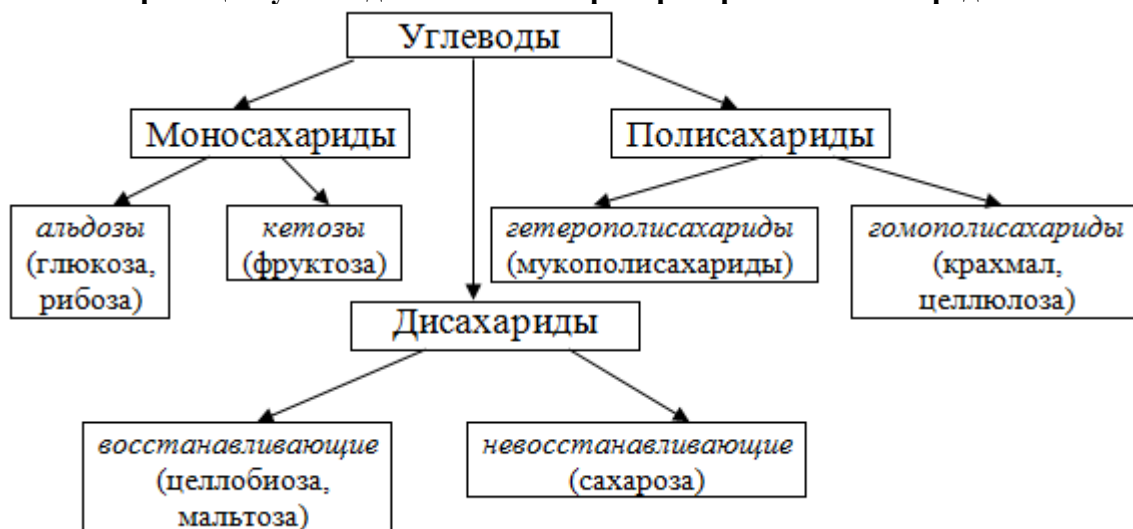 Углеводы
Моносахариды
Полисахариды
альдозы
(глюкоза,
рибоза)
кетозы
(фруктоза)
гетерополисахариды
(мукополисахариды)
гомополисахариды
(крахмал,
целлюлоза)
Дисахариды
восстанавливающие
(целлобиоза,
мальтоза)
невосстанавливающие
(сахароза)